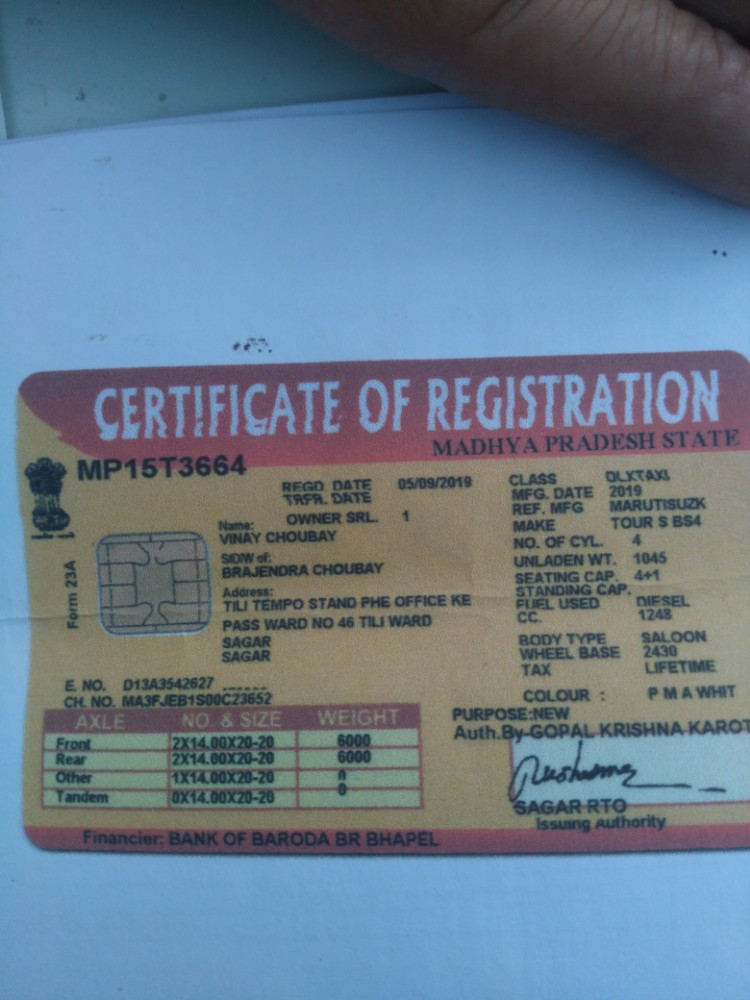 CERTIFICATE OF REGISTRATION
MADHYA PRADESH STATE
MP15T3664
REGD. DATE 05/09/2019
TRFR. DATE
OWNER SRL. 1
Form 23A
Name:
VINAY CHOUBAY
S/D/W of:
BRAJENDRA CHOUBAY
Address:
TILI TEMPO STAND PHE OFFICE KE
PASS WARD NO 46 TILI WARD
SAGAR
SAGAR
CLASS OLXTAXI
MFG. DATE 2019
REF. MFG MARUTISUZK
MAKE TOUR S BS4
NO. OF CYL. 4
UNLADEN WT. 1045
SEATING CAP. 4+1
STANDING CAP.
FUEL USED DIESEL
CC. 1248
BODY TYPE SALOON
WHEEL BASE 2430
TAX LIFETIME
COLOUR : P M A WHIT
E. NO. D13A3542627
CH. NO. MA3FJEB1S00C23652
AXLE NO. & SIZE WEIGHT
Front 2X14.00X20-20 6000
Rear 2X14.00X20-20 6000
Other 1X14.00X20-20 0
Tandem 0X14.00X20-20 0
PURPOSE:NEW
Auth.By-GOPAL KRISHNA KAROT
SAGAR RTO
Issuing Authority
Financier: BANK OF BARODA BR BHAPEL